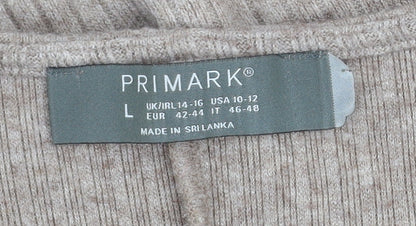 PRIMARK®
L UK/IRL 14-16 USA 10-12
EUR 42-44 IT 46-48
MADE IN SRI LANKA